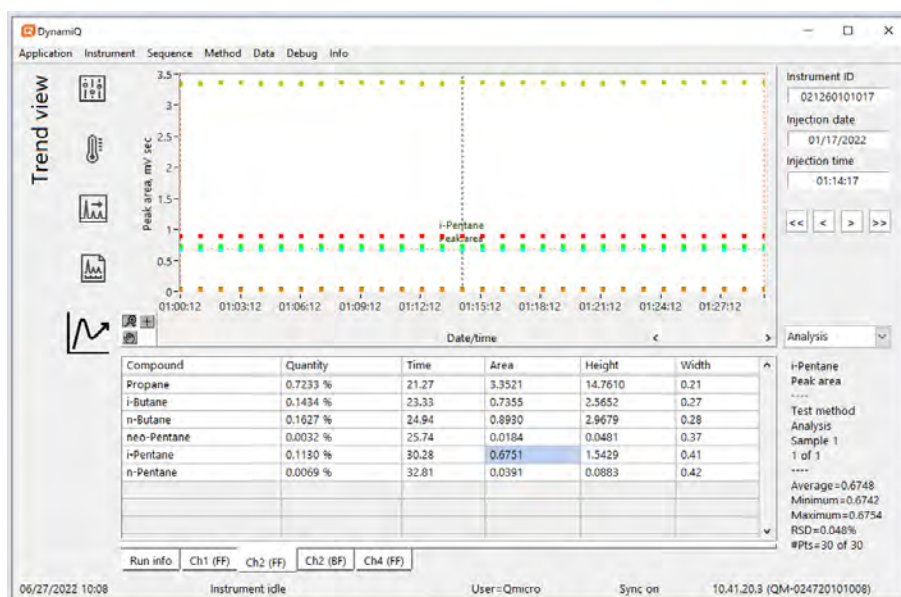 DynamiQ
Application Instrument Sequence Method Data Debug Info
Trend view
Peak area, mV sec
3.5
3
2.5
2
1.5
1
0.5
0
i-Pentane
Peak area
01:00:12 01:03:12 01:06:12 01:09:12 01:12:12 01:15:12 01:18:12 01:21:12 01:24:12 01:27:12
Date/time
Instrument ID
021260101017
Injection date
01/17/2022
Injection time
01:14:17
<< < > >>
Analysis
Compound Quantity Time Area Height Width
Propane 0.7233 % 21.27 3.3521 14.7610 0.21
i-Butane 0.1434 % 23.33 0.7355 2.5652 0.27
n-Butane 0.1627 % 24.94 0.8930 2.9679 0.28
neo-Pentane 0.0032 % 25.74 0.0184 0.0481 0.37
i-Pentane 0.1130 % 30.28 0.6751 1.5429 0.41
n-Pentane 0.0069 % 32.81 0.0391 0.0883 0.42
i-Pentane
Peak area
----
Test method
Analysis
Sample 1
1 of 1
----
Average=0.6748
Minimum=0.6742
Maximum=0.6754
RSD=0.048%
#Pts=30 of 30
Run info Ch1 (FF) Ch2 (FF) Ch2 (BF) Ch4 (FF)
06/27/2022 10:08 Instrument idle User=Qmicro Sync on 10.41.20.3 (QM-024720101008)